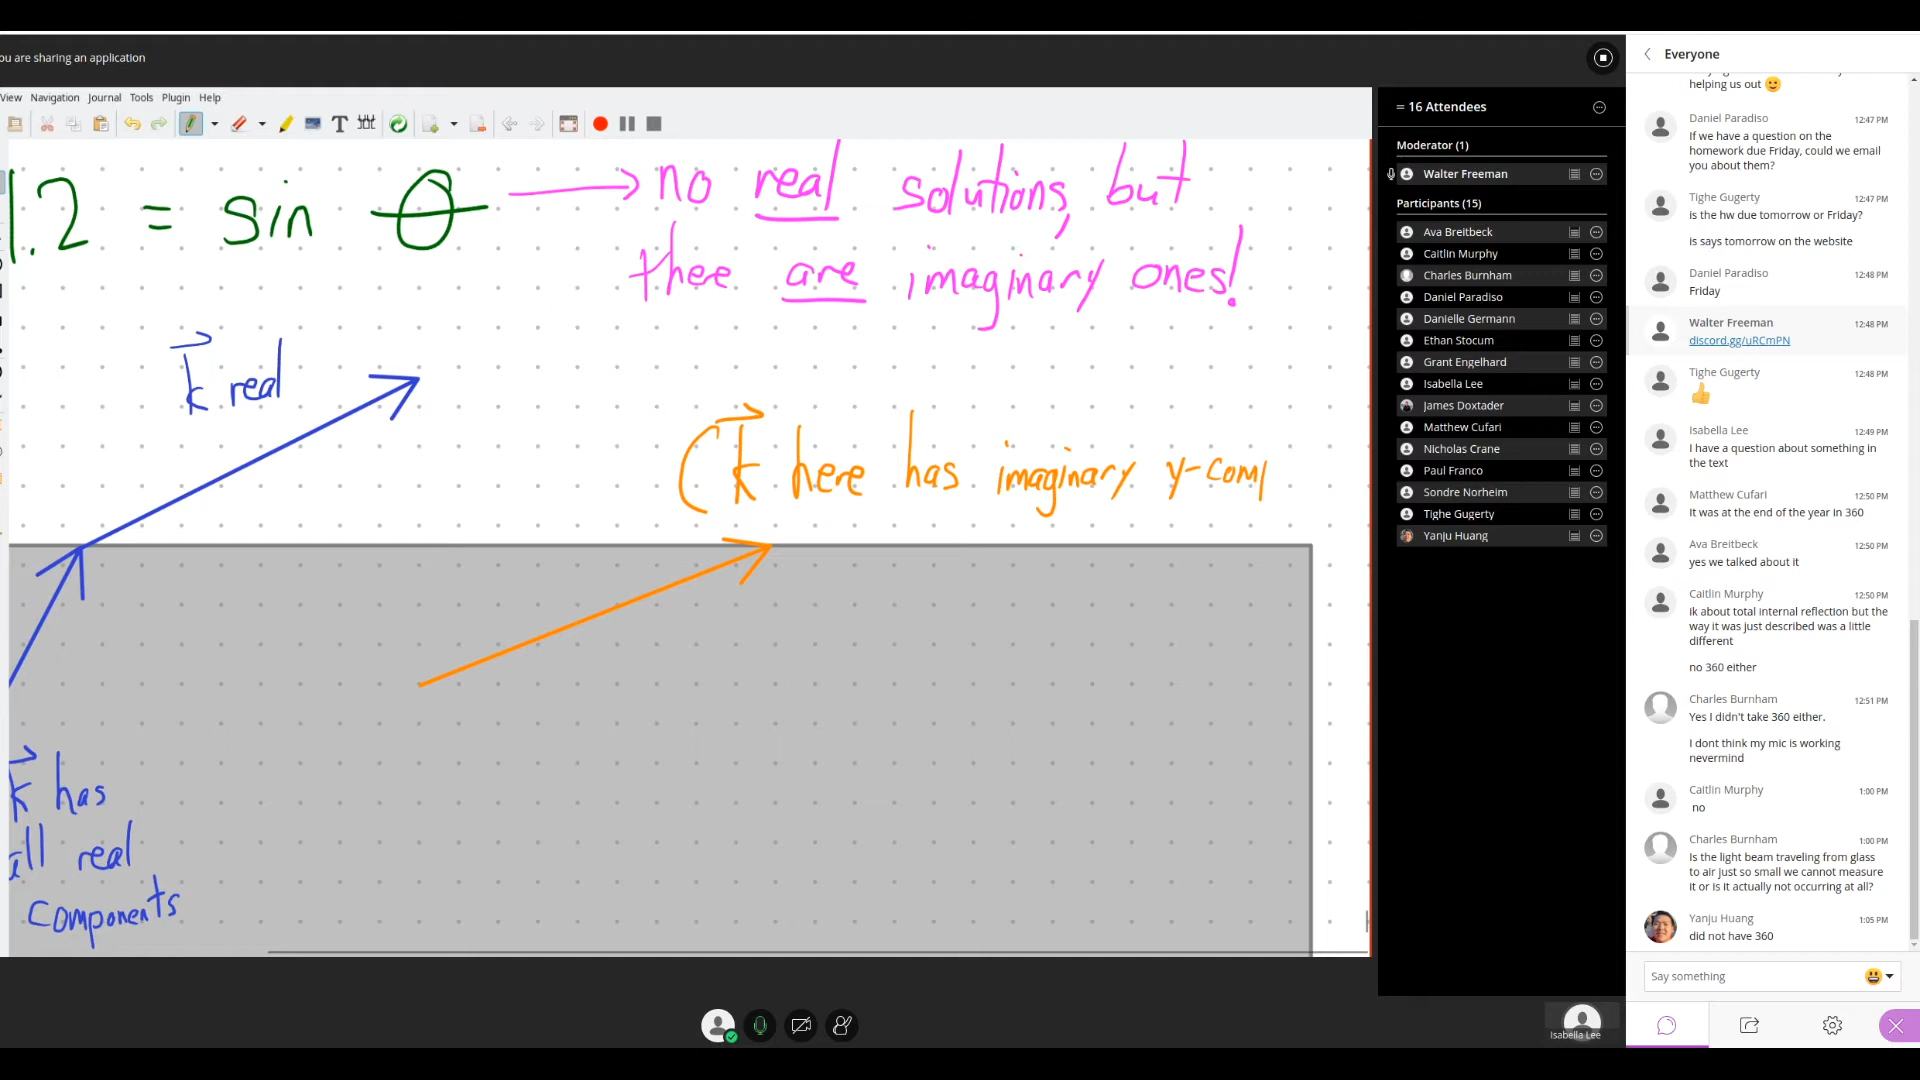 ou are sharing an application
View Navigation Journal Tools Plugin Help
1.2 = sin θ
no real solutions, but
thee are imaginary ones!
k real
(k here has imaginary y-com
k has
all real
components
16 Attendees
Moderator (1)
Walter Freeman
Participants (15)
Ava Breitbeck
Caitlin Murphy
Charles Burnham
Daniel Paradiso
Danielle Germann
Ethan Stocum
Grant Engelhard
Isabella Lee
James Doxtader
Matthew Cufari
Nicholas Crane
Paul Franco
Sondre Norheim
Tighe Gugerty
Yanju Huang
Isabella Lee
Everyone
helping us out 😉
Daniel Paradiso 12:47 PM
If we have a question on the
homework due Friday, could we email
you about them?
Tighe Gugerty 12:47 PM
is the hw due tomorrow or Friday?
is says tomorrow on the website
Daniel Paradiso 12:48 PM
Friday
Walter Freeman 12:48 PM
discord.gg/uRCmPN
Tighe Gugerty 12:48 PM
👍
Isabella Lee 12:49 PM
I have a question about something in
the text
Matthew Cufari 12:50 PM
It was at the end of the year in 360
Ava Breitbeck 12:50 PM
yes we talked about it
Caitlin Murphy 12:50 PM
ik about total internal reflection but the
way it was just described was a little
different
no 360 either
Charles Burnham 12:51 PM
Yes I didn't take 360 either.
I dont think my mic is working
nevermind
Caitlin Murphy 1:00 PM
no
Charles Burnham 1:00 PM
Is the light beam traveling from glass
to air just so small we cannot measure
it or is it actually not occurring at all?
Yanju Huang 1:05 PM
did not have 360
Say something